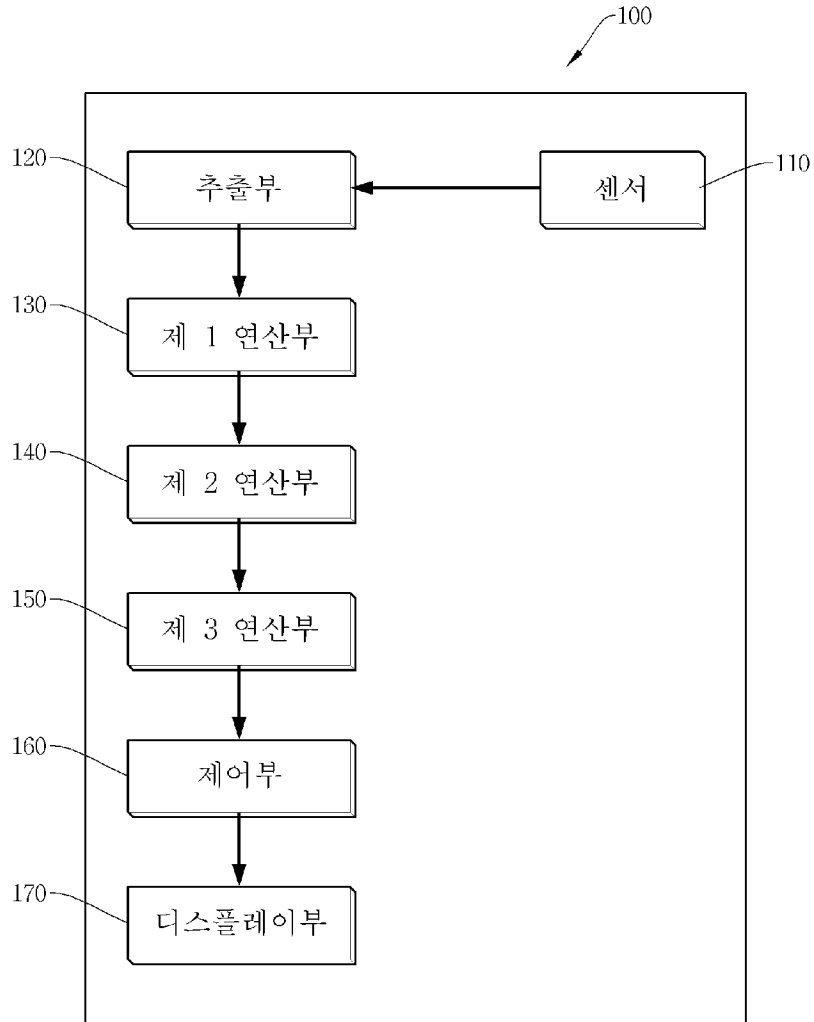 100
120
추출부
센서
110
130
제 1 연산부
140
제 2 연산부
150
제 3 연산부
160
제어부
170
디스플레이부